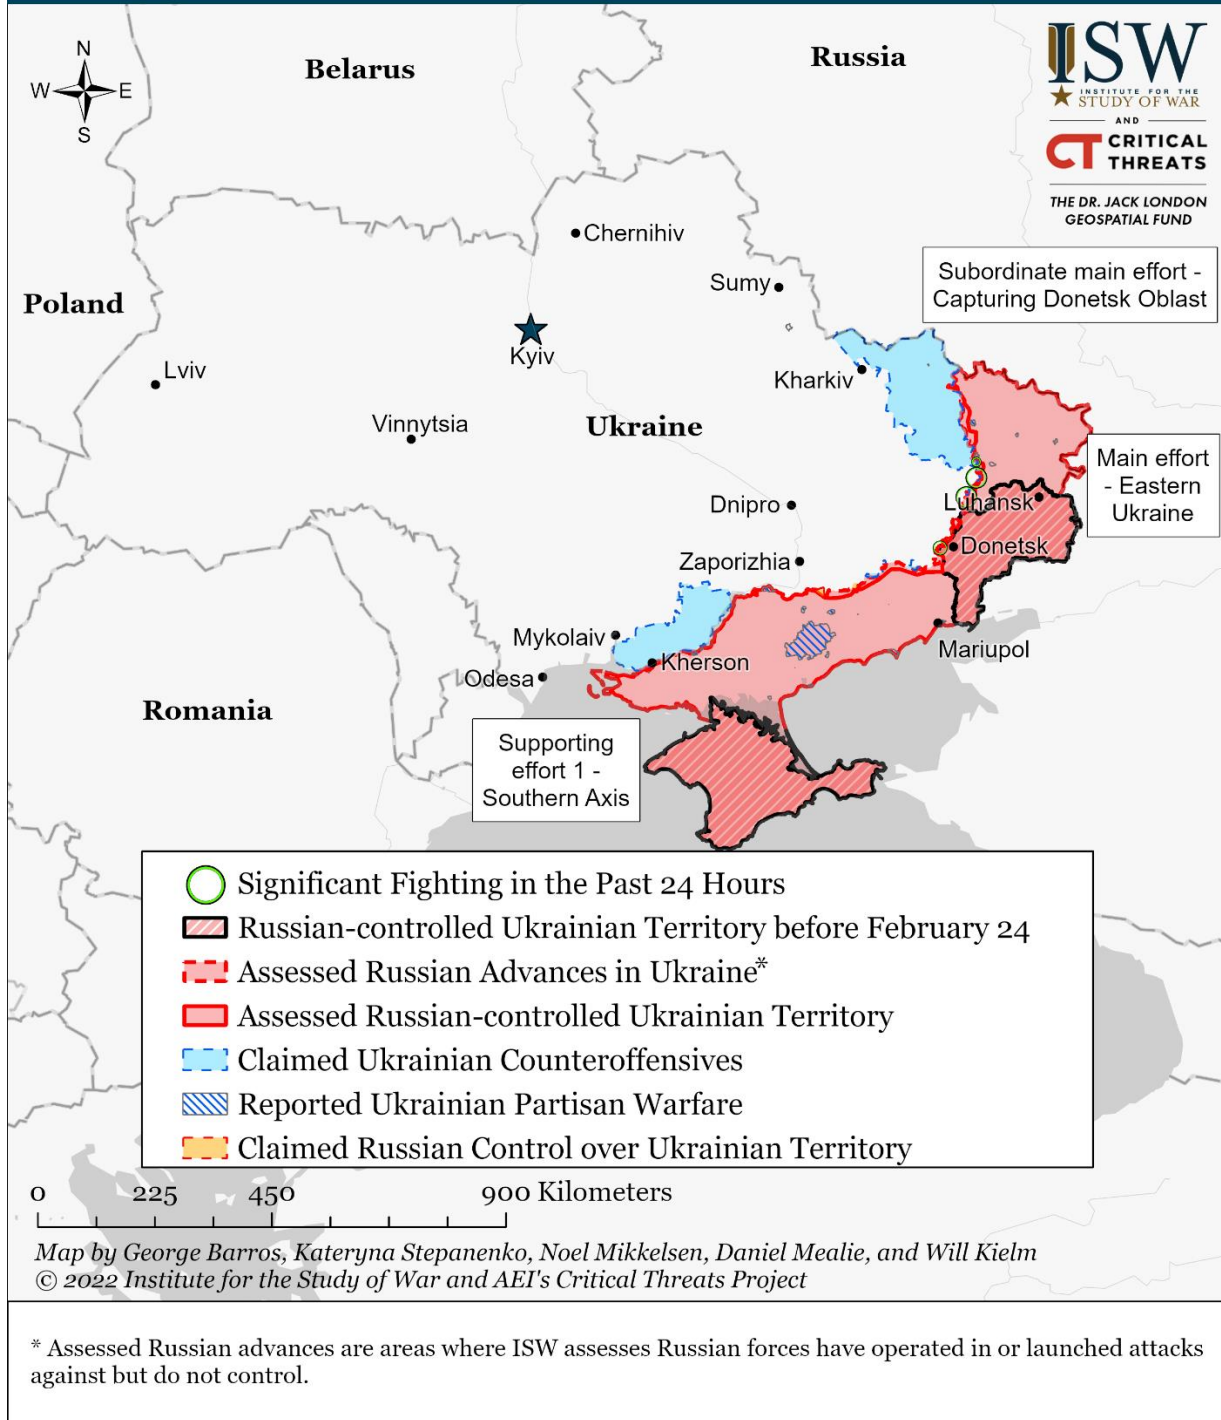 N
W
E
S
Belarus
Russia
ISW
INSTITUTE FOR THE
STUDY OF WAR
AND
CT CRITICAL
THREATS
THE DR. JACK LONDON
GEOSPATIAL FUND
Chernihiv
Sumy
Subordinate main effort -
Capturing Donetsk Oblast
Poland
Kyiv
Lviv
Kharkiv
Vinnytsia
Ukraine
Main effort
- Eastern
Ukraine
Luhansk
Dnipro
Donetsk
Zaporizhia
Mykolaiv
Mariupol
Kherson
Odesa
Romania
Supporting
effort 1 -
Southern Axis
Significant Fighting in the Past 24 Hours
Russian-controlled Ukrainian Territory before February 24
Assessed Russian Advances in Ukraine*
Assessed Russian-controlled Ukrainian Territory
Claimed Ukrainian Counteroffensives
Reported Ukrainian Partisan Warfare
Claimed Russian Control over Ukrainian Territory
0 225 450 900 Kilometers
Map by George Barros, Kateryna Stepanenko, Noel Mikkelsen, Daniel Mealie, and Will Kielm
© 2022 Institute for the Study of War and AEI's Critical Threats Project
* Assessed Russian advances are areas where ISW assesses Russian forces have operated in or launched attacks
against but do not control.